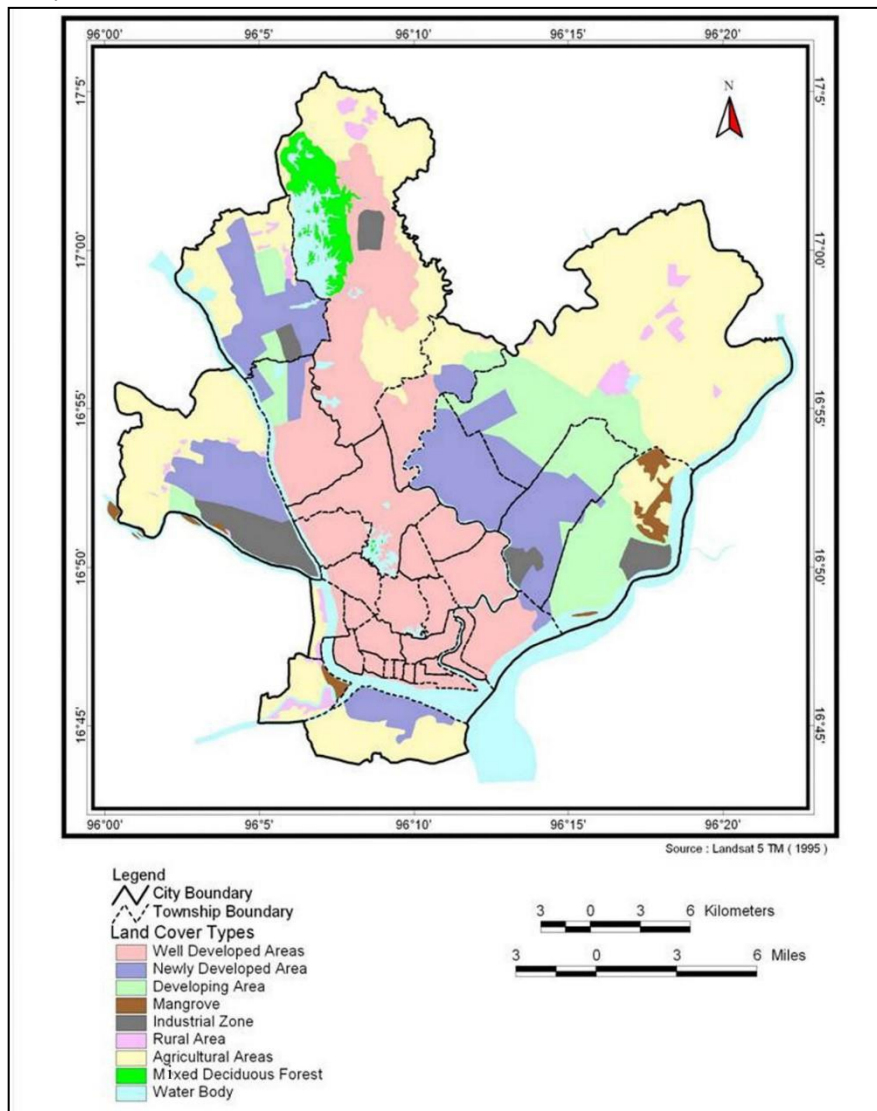 96°00' 96°5' 96°10' 96°15' 96°20'
17°5' 17°5'
N
17°00' 17°00'
16°55' 16°55'
16°50' 16°50'
16°45' 16°45'
96°00' 96°5' 96°10' 96°15' 96°20'
Source : Landsat 5 TM ( 1995 )
Legend
City Boundary
Township Boundary
Land Cover Types
Well Developed Areas
Newly Developed Area
Developing Area
Mangrove
Industrial Zone
Rural Area
Agricultural Areas
Mixed Deciduous Forest
Water Body
3 0 3 6 Kilometers
3 0 3 6 Miles